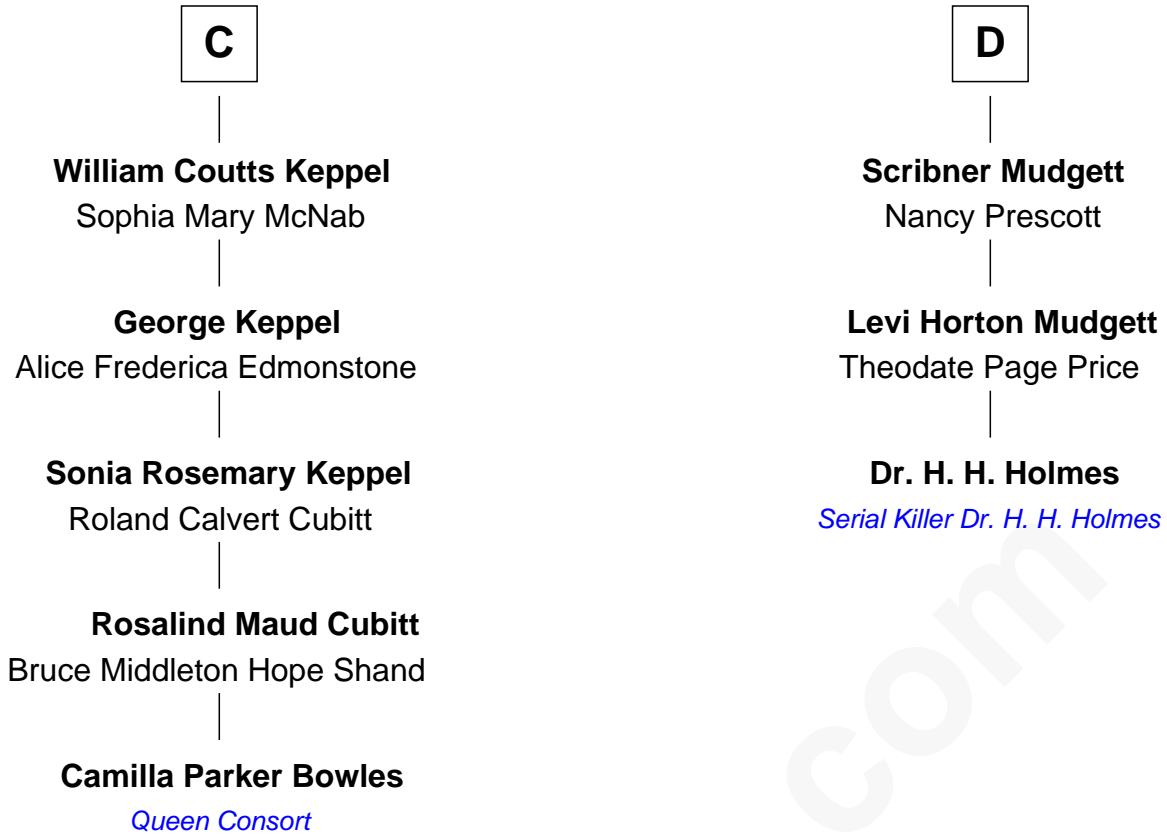 C
William Coutts Keppel
Sophia Mary McNab
George Keppel
Alice Frederica Edmonstone
Sonia Rosemary Keppel
Roland Calvert Cubitt
Rosalind Maud Cubitt
Bruce Middleton Hope Shand
Camilla Parker Bowles
Queen Consort
D
Scribner Mudgett
Nancy Prescott
Levi Horton Mudgett
Theodate Page Price
Dr. H. H. Holmes
Serial Killer Dr. H. H. Holmes
com